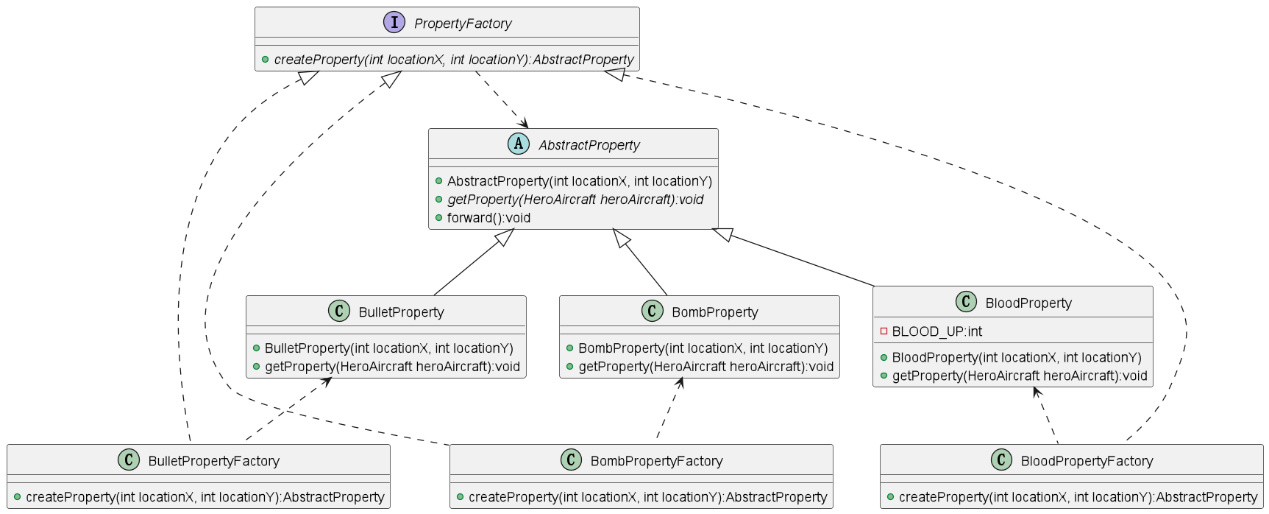 I PropertyFactory
createProperty(int locationX, int locationY):AbstractProperty
A AbstractProperty
AbstractProperty(int locationX, int locationY)
getProperty(HeroAircraft heroAircraft):void
forward():void
C BulletProperty
BulletProperty(int locationX, int locationY)
getProperty(HeroAircraft heroAircraft):void
C BombProperty
BombProperty(int locationX, int locationY)
getProperty(HeroAircraft heroAircraft):void
C BloodProperty
BLOOD_UP:int
BloodProperty(int locationX, int locationY)
getProperty(HeroAircraft heroAircraft):void
C BulletPropertyFactory
createProperty(int locationX, int locationY):AbstractProperty
C BombPropertyFactory
createProperty(int locationX, int locationY):AbstractProperty
C BloodPropertyFactory
createProperty(int locationX, int locationY):AbstractProperty